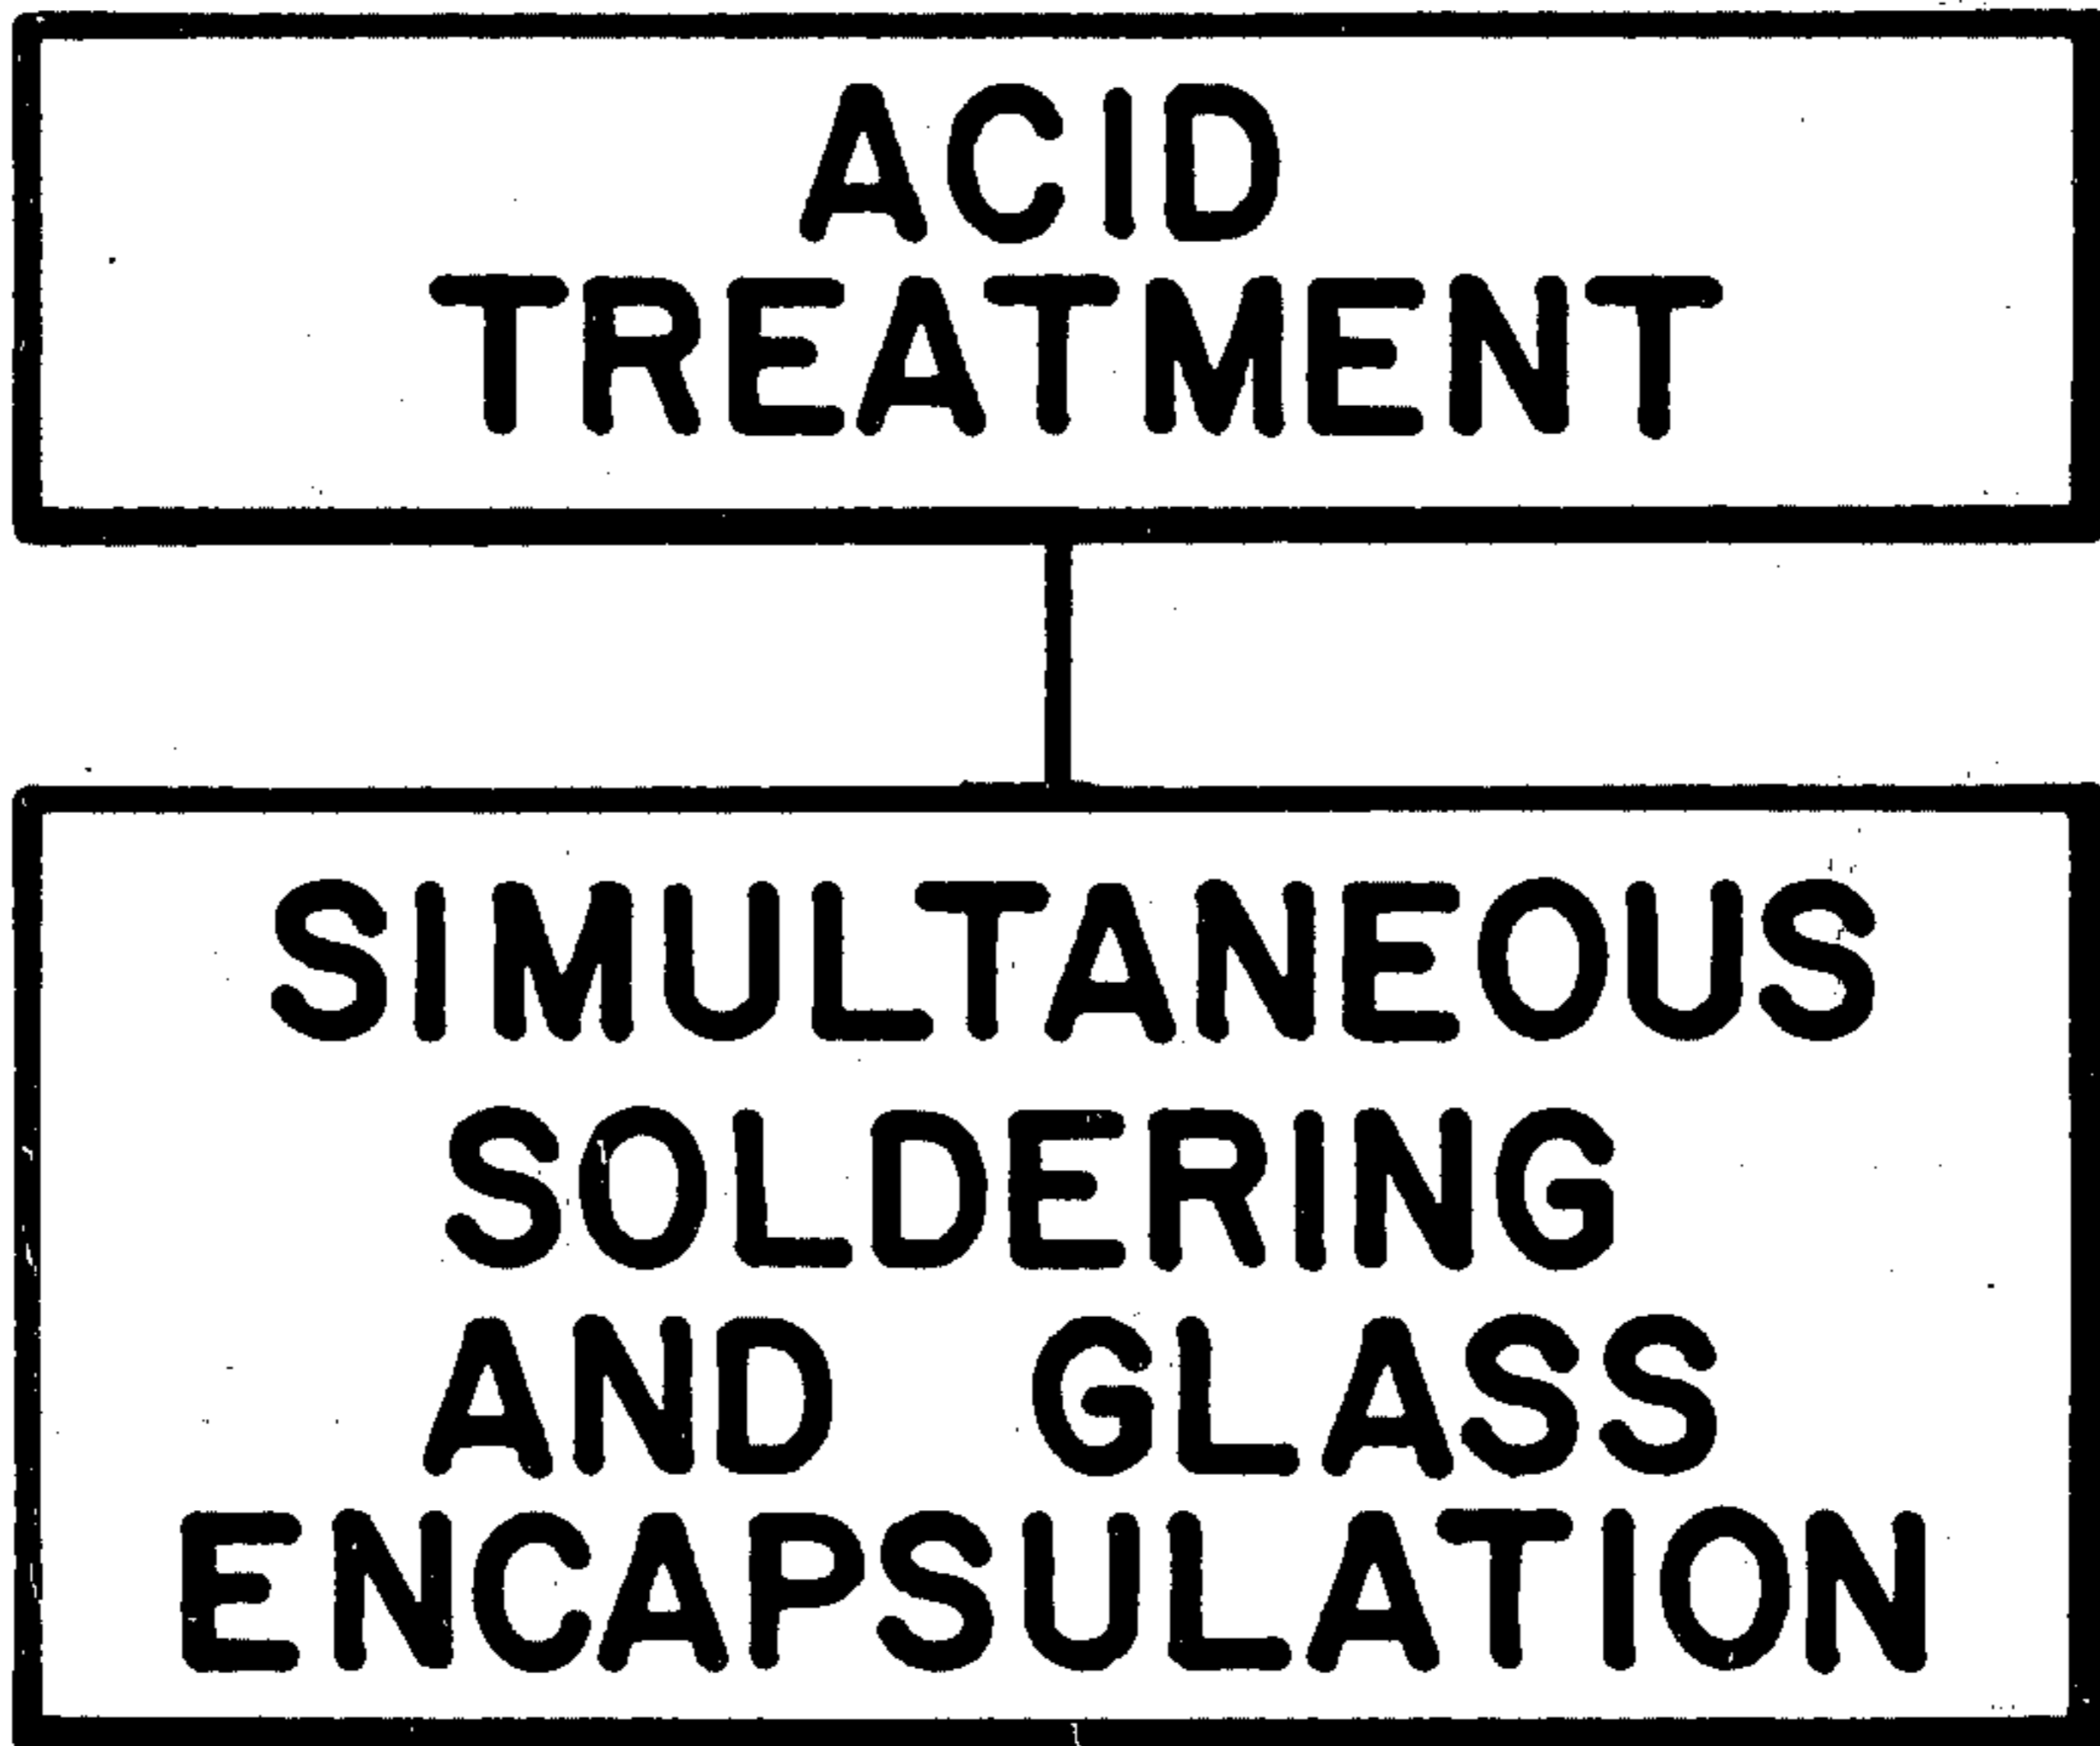 ACID
TREATMENT
SIMULTANEOUS
SOLDERING
AND GLASS
ENCAPSULATION